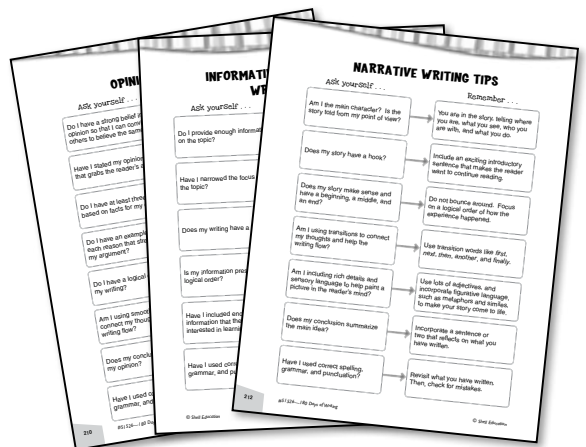 OPINI
Ask yourself . . .
Do I have a strong belief
opinion so that I can con
others to believe the sam
Have I stated my opinio
that grabs the reader's
Do I have at least three
based on facts for my
Do I have an example
each reason that stre
my argument?
Do I have a logical
my writing?
Am I using smoo
connect my thou
writing flow?
Does my conclu
my opinion?
Have I used c
grammar, and
210
INFORMATI
WR
Ask yourself . . .
Do I provide enough informat
on the topic?
Have I narrowed the focus
the topic?
Does my writing have a
Is my information pres
logical order?
Have I included eno
information that the
interested in learni
Have I used corre
grammar, and pu
© Shell Education
NARRATIVE WRITING TIPS
Ask yourself . . .
Remember . . .
Am I the main character? Is the
story told from my point of view?
You are in the story, telling where
you are, what you see, who you
are with, and what you do.
Does my story have a hook?
Include an exciting introductory
sentence that makes the reader
want to continue reading.
Does my story make sense and
have a beginning, a middle, and
an end?
Do not bounce around. Focus
on a logical order of how the
experience happened.
Am I using transitions to connect
my thoughts and help the
writing flow?
Use transition words like first,
next, then, another, and finally.
Am I including rich details and
sensory language to help paint a
picture in the reader's mind?
Use lots of adjectives, and
incorporate figurative language,
such as metaphors and similes,
to make your story come to life.
Does my conclusion summarize
the main idea?
Incorporate a sentence or
two that reflects on what you
have written.
Have I used correct spelling,
grammar, and punctuation?
Revisit what you have written.
Then, check for mistakes.
212
#51528—180 Days of Writing
© Shell Education